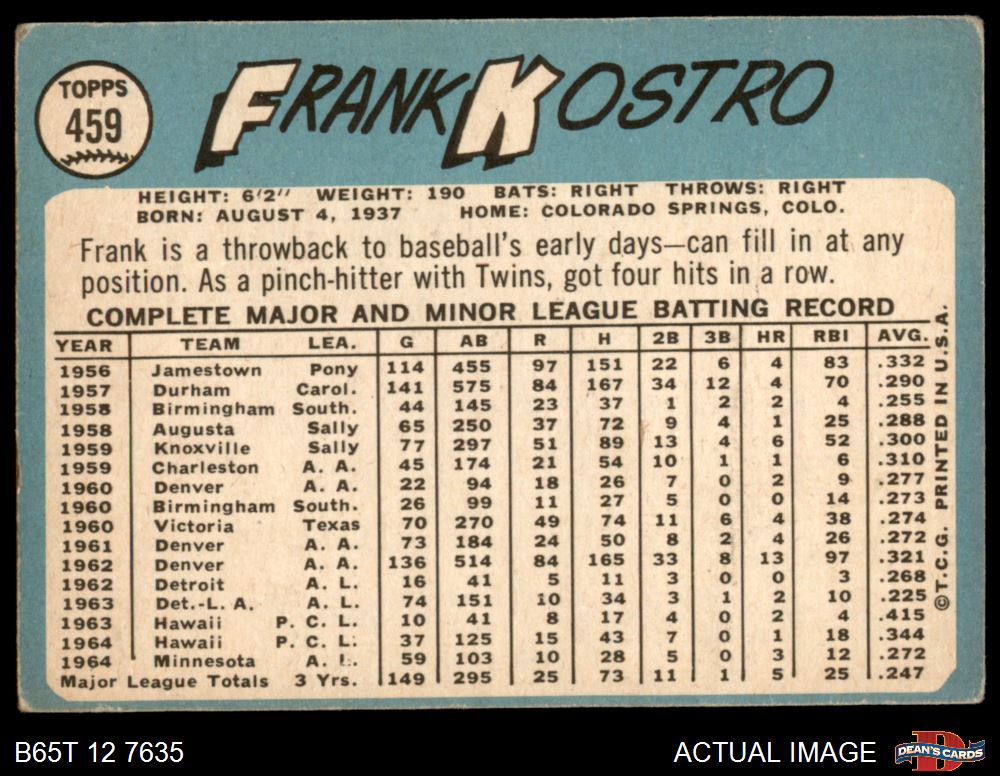 TOPPS
459
FRANK KOSTRO
HEIGHT: 6'2" WEIGHT: 190 BATS: RIGHT THROWS: RIGHT
BORN: AUGUST 4, 1937 HOME: COLORADO SPRINGS, COLO.
Frank is a throwback to baseball's early days—can fill in at any
position. As a pinch-hitter with Twins, got four hits in a row.
COMPLETE MAJOR AND MINOR LEAGUE BATTING RECORD
YEAR TEAM LEA. G AB R H 2B 3B HR RBI AVG.
1956 Jamestown Pony 114 455 97 151 22 6 4 83 .332
1957 Durham Carol. 141 575 84 167 34 12 4 70 .290
1958 Birmingham South. 44 145 23 37 1 2 2 4 .255
1958 Augusta Sally 65 250 37 72 9 4 1 25 .288
1959 Knoxville Sally 77 297 51 89 13 4 6 52 .300
1959 Charleston A. A. 45 174 21 54 10 1 1 6 .310
1960 Denver A. A. 22 94 18 26 7 0 2 9 .277
1960 Birmingham South. 26 99 11 27 5 0 0 14 .273
1960 Victoria Texas 70 270 49 74 11 6 4 38 .274
1961 Denver A. A. 73 184 24 50 8 2 4 26 .272
1962 Denver A. A. 136 514 84 165 33 8 13 97 .321
1962 Detroit A. L. 16 41 5 11 3 0 0 3 .268
1963 Det.-L. A. A. L. 74 151 10 34 3 1 2 10 .225
1963 Hawaii P. C. L. 10 41 8 17 4 0 2 4 .415
1964 Hawaii P. C. L. 37 125 15 43 7 0 1 18 .344
1964 Minnesota A. L. 59 103 10 28 5 0 3 12 .272
Major League Totals 3 Yrs. 149 295 25 73 11 1 5 25 .247
©T.C.G. PRINTED IN U.S.A.
B65T 12 7635
ACTUAL IMAGE
D
DEAN'S CARDS